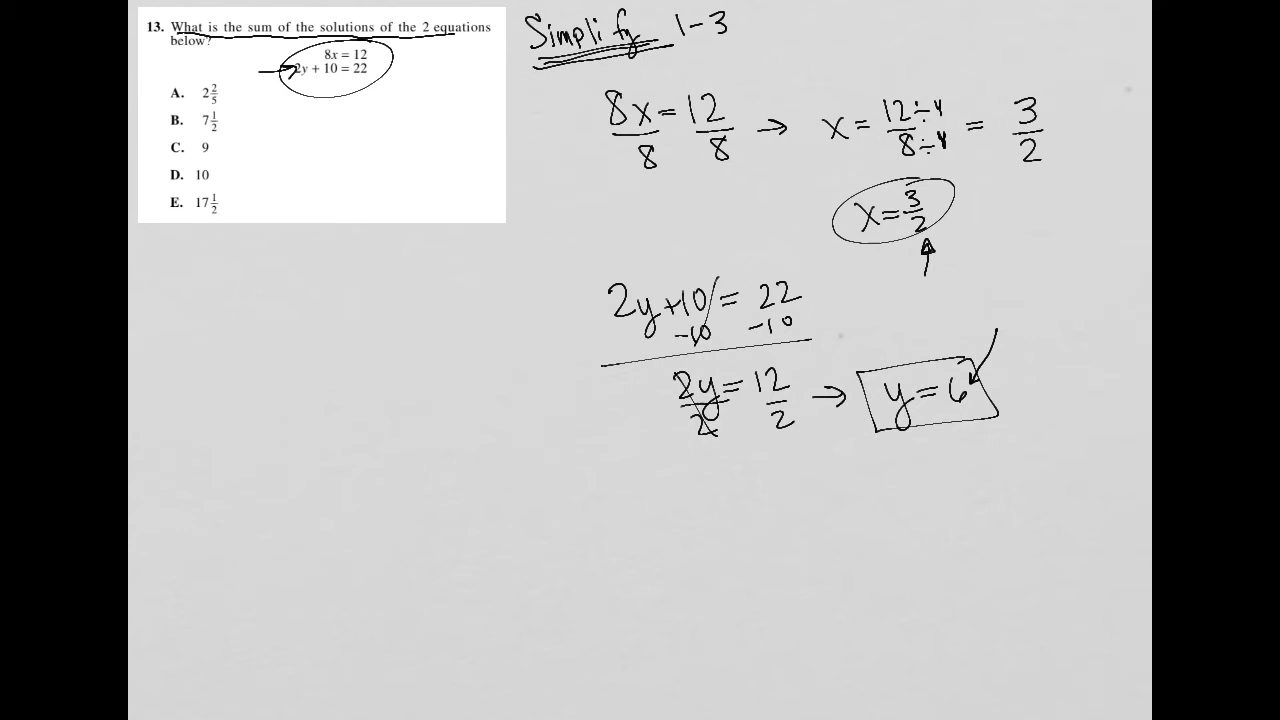 13. What is the sum of the solutions of the 2 equations
below?
8x = 12
2y + 10 = 22
A. 2 2/5
B. 7 1/2
C. 9
D. 10
E. 17 1/2
Simplify 1-3
8x/8 = 12/8 → x = 12÷4/8÷4 = 3/2
x = 3/2
2y+10 = 22
-10 -10
2y/2 = 12/2 → y = 6